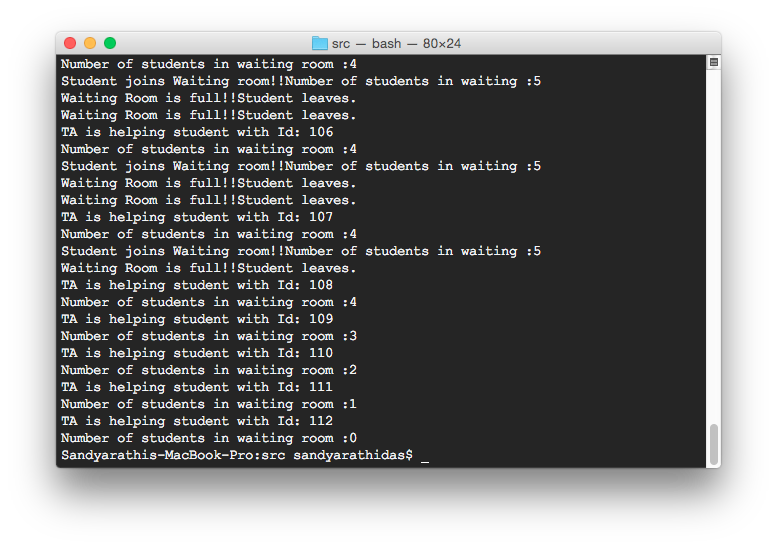 src — bash — 80×24
Number of students in waiting room :4
Student joins Waiting room!!Number of students in waiting :5
Waiting Room is full!!Student leaves.
Waiting Room is full!!Student leaves.
TA is helping student with Id: 106
Number of students in waiting room :4
Student joins Waiting room!!Number of students in waiting :5
Waiting Room is full!!Student leaves.
Waiting Room is full!!Student leaves.
TA is helping student with Id: 107
Number of students in waiting room :4
Student joins Waiting room!!Number of students in waiting :5
Waiting Room is full!!Student leaves.
TA is helping student with Id: 108
Number of students in waiting room :4
TA is helping student with Id: 109
Number of students in waiting room :3
TA is helping student with Id: 110
Number of students in waiting room :2
TA is helping student with Id: 111
Number of students in waiting room :1
TA is helping student with Id: 112
Number of students in waiting room :0
Sandyarathis-MacBook-Pro:src sandyarathidas$ _